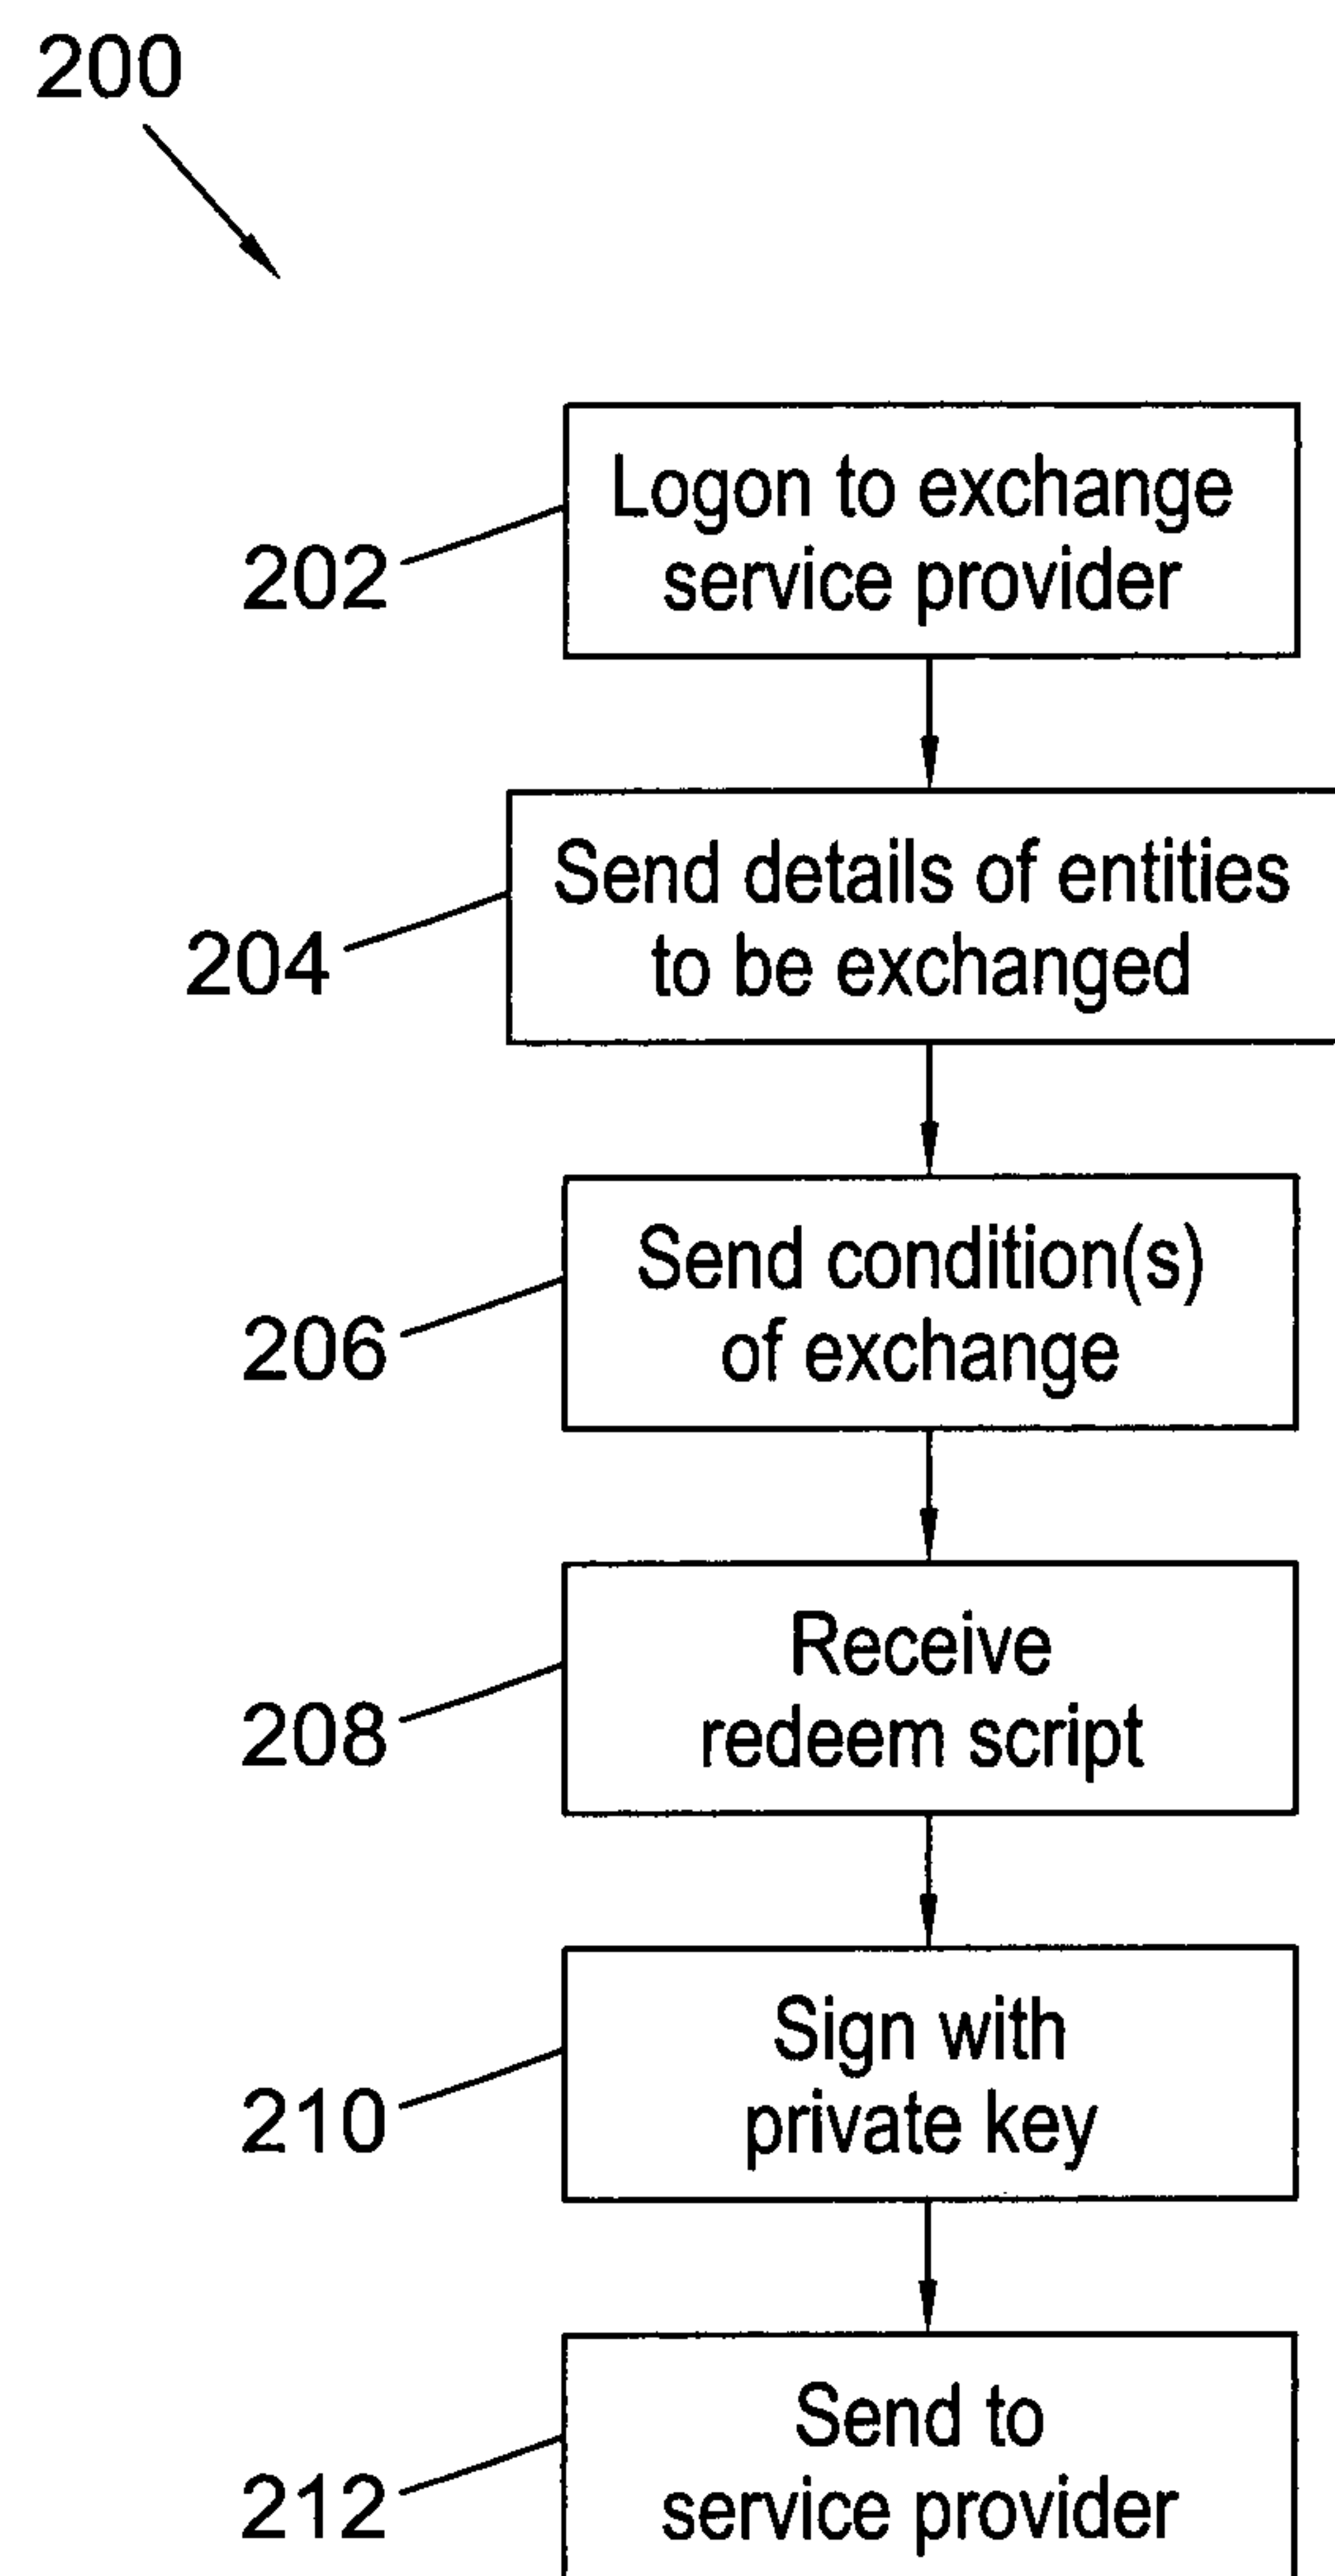 200
Logon to exchange
service provider
202
Send details of entities
to be exchanged
204
Send condition(s)
of exchange
206
Receive
redeem script
208
Sign with
private key
210
Send to
service provider
212